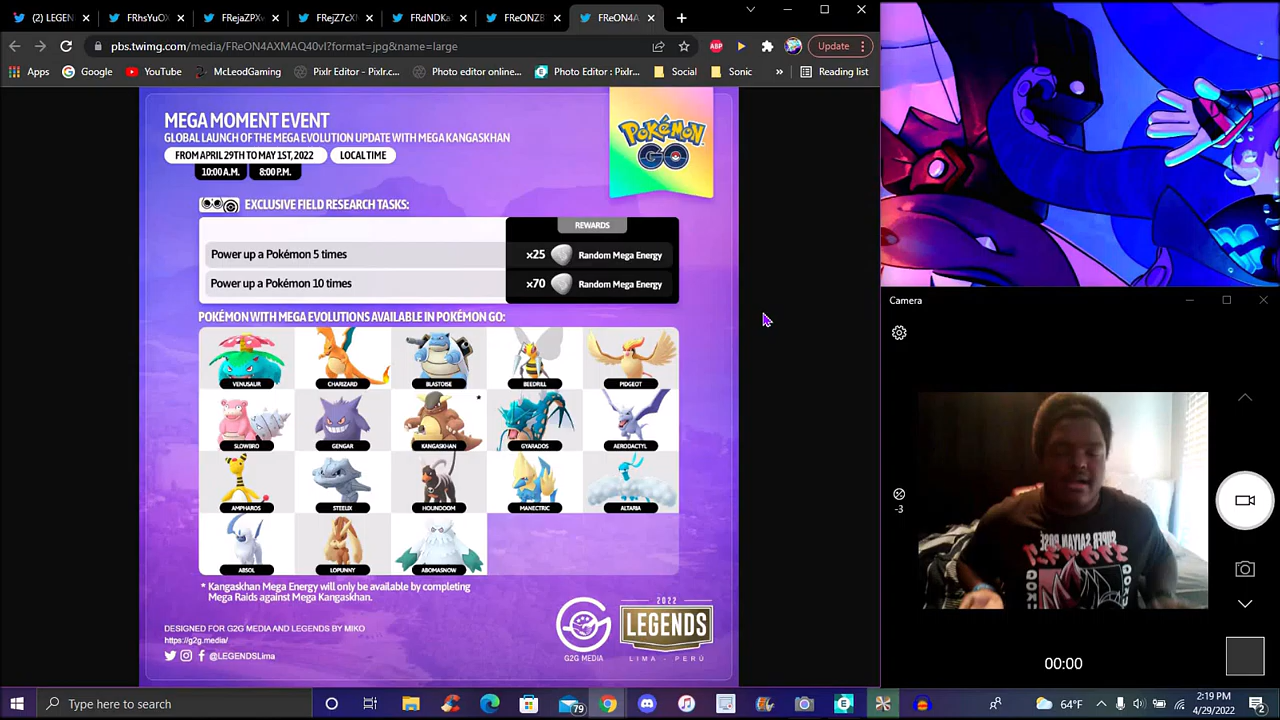 (2) LEGEN
FRhsYuOX
FRejaZPXv
FRejZ7cXI
FRdNDKa
FReONZB
FReON4A
pbs.twimg.com/media/FReON4AXMAQ40vl?format=jpg&name=large
ABP
Update
Apps
Google
YouTube
McLeodGaming
Pixlr Editor - Pixlr.c...
Photo editor online...
Photo Editor : Pixlr...
Social
Sonic
»
Reading list
MEGA MOMENT EVENT
GLOBAL LAUNCH OF THE MEGA EVOLUTION UPDATE WITH MEGA KANGASKHAN
FROM APRIL 29TH TO MAY 1ST, 2022
LOCAL TIME
10:00 A.M.
8:00 P.M.
POKÉMON
GO
EXCLUSIVE FIELD RESEARCH TASKS:
REWARDS
Power up a Pokémon 5 times
x25
Random Mega Energy
Power up a Pokémon 10 times
x70
Random Mega Energy
POKÉMON WITH MEGA EVOLUTIONS AVAILABLE IN POKÉMON GO:
VENUSAUR
CHARIZARD
BLASTOISE
BEEDRILL
PIDGEOT
*
SLOWBRO
GENGAR
KANGASKHAN
GYARADOS
AERODACTYL
AMPHAROS
STEELIX
HOUNDOOM
MANECTRIC
ALTARIA
ABSOL
LOPUNNY
ABOMASNOW
* Kangaskhan Mega Energy will only be available by completing
Mega Raids against Mega Kangaskhan.
DESIGNED FOR G2G MEDIA AND LEGENDS BY MIKO
https://g2g.media/
@LEGENDSLima
G2G MEDIA
2022
LEGENDS
LIMA - PERÚ
Camera
-3
00:00
Type here to search
79
64°F
2:19 PM
4/29/2022
2